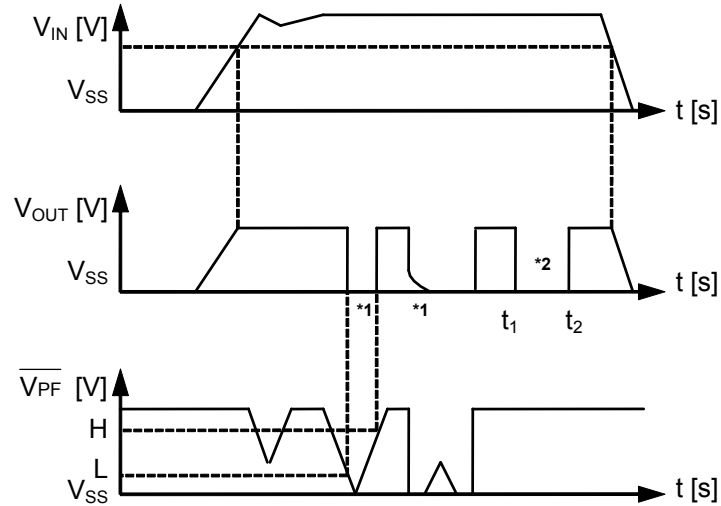 V_IN [V]
V_SS
t [s]
V_OUT [V]
V_SS
*1
*1
*2
t_1
t_2
t [s]
V_PF [V]
H
L
V_SS
t [s]